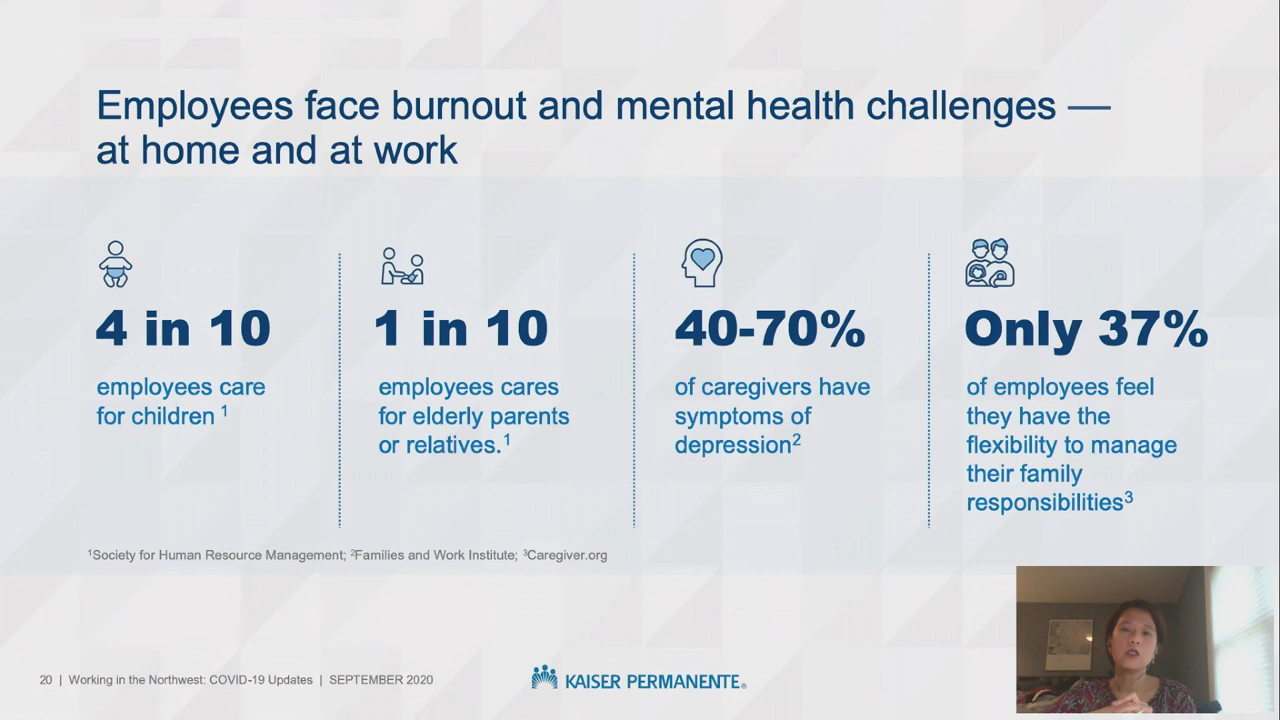 Employees face burnout and mental health challenges —
at home and at work
4 in 10
employees care
for children ¹
1 in 10
employees cares
for elderly parents
or relatives.¹
40-70%
of caregivers have
symptoms of
depression²
Only 37%
of employees feel
they have the
flexibility to manage
their family
responsibilities³
¹Society for Human Resource Management; ²Families and Work Institute; ³Caregiver.org
20 | Working in the Northwest: COVID-19 Updates | SEPTEMBER 2020
KAISER PERMANENTE®